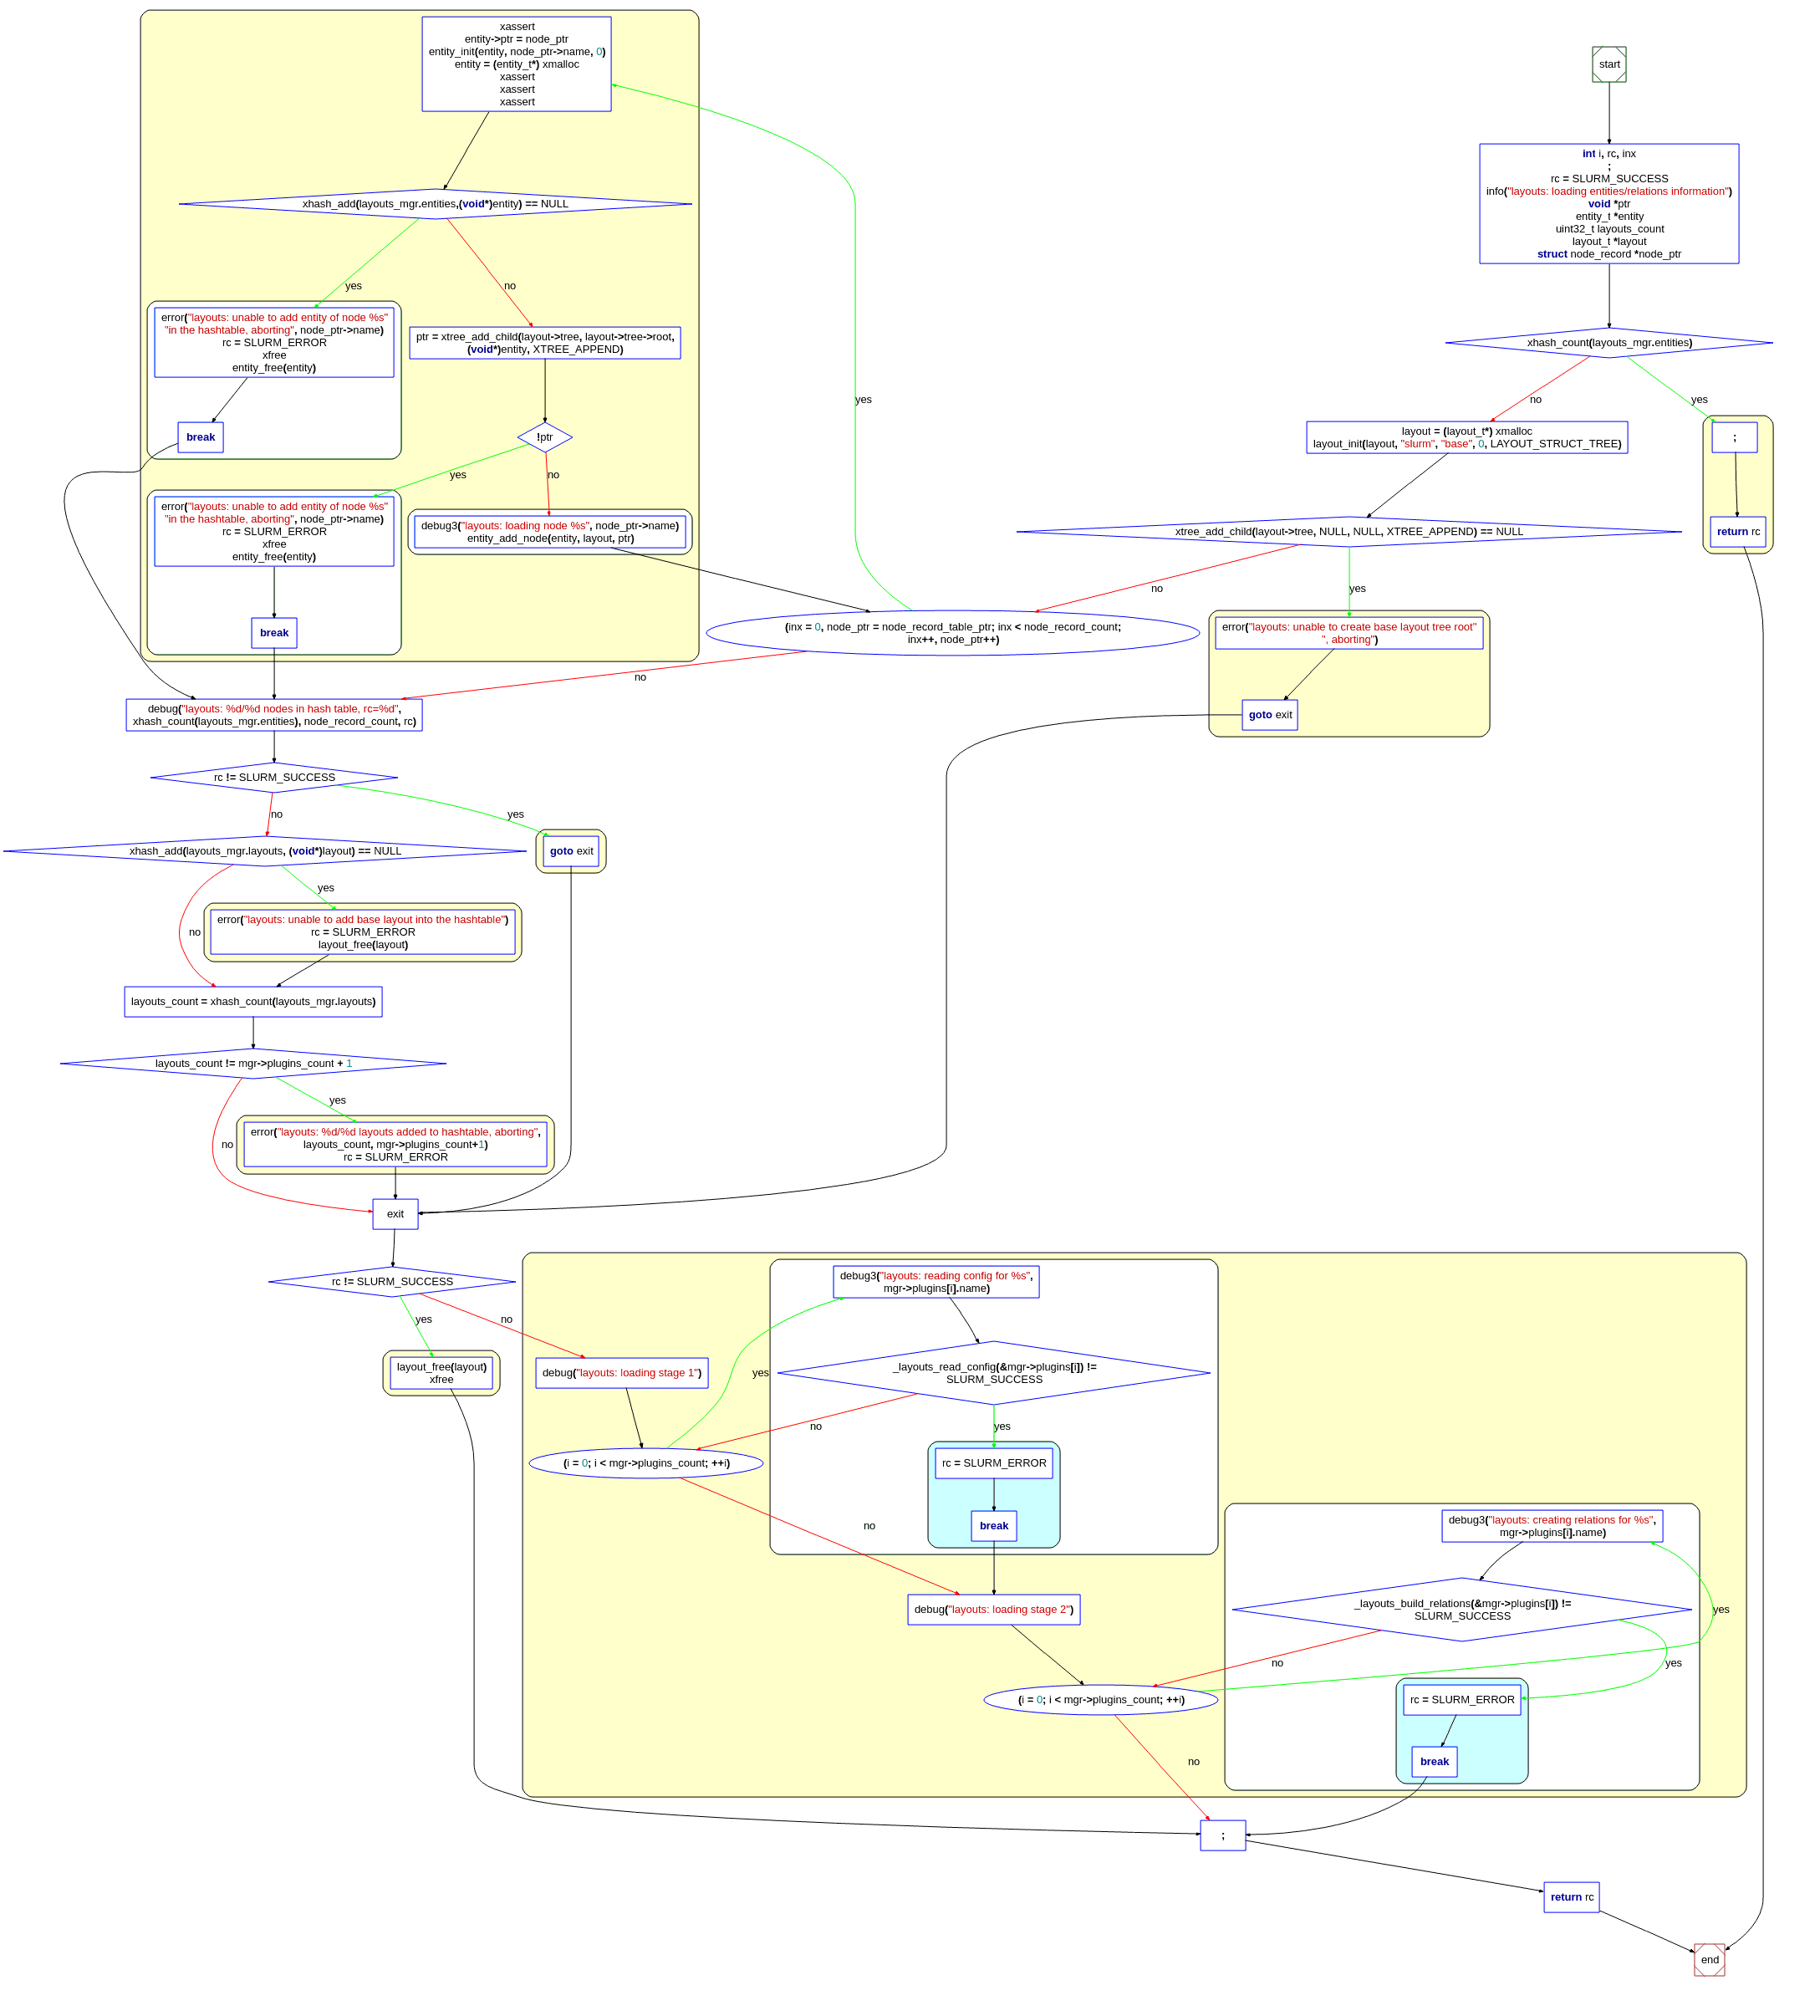 start
int i, rc, inx
;
rc = SLURM_SUCCESS
info("layouts: loading entities/relations information")
void *ptr
entity_t *entity
uint32_t layouts_count
layout_t *layout
struct node_record *node_ptr
xhash_count(layouts_mgr.entities)
no
yes
;
return rc
layout = (layout_t*) xmalloc
layout_init(layout, "slurm", "base", 0, LAYOUT_STRUCT_TREE)
xtree_add_child(layout->tree, NULL, NULL, XTREE_APPEND) == NULL
no
yes
error("layouts: unable to create base layout tree root"
", aborting")
goto exit
(inx = 0, node_ptr = node_record_table_ptr; inx < node_record_count;
inx++, node_ptr++)
yes
no
xassert
entity->ptr = node_ptr
entity_init(entity, node_ptr->name, 0)
entity = (entity_t*) xmalloc
xassert
xassert
xassert
xhash_add(layouts_mgr.entities,(void*)entity) == NULL
yes
no
error("layouts: unable to add entity of node %s"
"in the hashtable, aborting", node_ptr->name)
rc = SLURM_ERROR
xfree
entity_free(entity)
break
ptr = xtree_add_child(layout->tree, layout->tree->root,
(void*)entity, XTREE_APPEND)
!ptr
yes
no
error("layouts: unable to add entity of node %s"
"in the hashtable, aborting", node_ptr->name)
rc = SLURM_ERROR
xfree
entity_free(entity)
break
debug3("layouts: loading node %s", node_ptr->name)
entity_add_node(entity, layout, ptr)
debug("layouts: %d/%d nodes in hash table, rc=%d",
xhash_count(layouts_mgr.entities), node_record_count, rc)
rc != SLURM_SUCCESS
no
yes
goto exit
xhash_add(layouts_mgr.layouts, (void*)layout) == NULL
yes
no
error("layouts: unable to add base layout into the hashtable")
rc = SLURM_ERROR
layout_free(layout)
layouts_count = xhash_count(layouts_mgr.layouts)
layouts_count != mgr->plugins_count + 1
yes
no
error("layouts: %d/%d layouts added to hashtable, aborting",
layouts_count, mgr->plugins_count+1)
rc = SLURM_ERROR
exit
rc != SLURM_SUCCESS
yes
no
layout_free(layout)
xfree
debug("layouts: loading stage 1")
(i = 0; i < mgr->plugins_count; ++i)
yes
no
debug3("layouts: reading config for %s",
mgr->plugins[i].name)
_layouts_read_config(&mgr->plugins[i]) !=
SLURM_SUCCESS
no
yes
rc = SLURM_ERROR
break
debug("layouts: loading stage 2")
(i = 0; i < mgr->plugins_count; ++i)
yes
no
debug3("layouts: creating relations for %s",
mgr->plugins[i].name)
_layouts_build_relations(&mgr->plugins[i]) !=
SLURM_SUCCESS
no
yes
rc = SLURM_ERROR
break
;
return rc
end